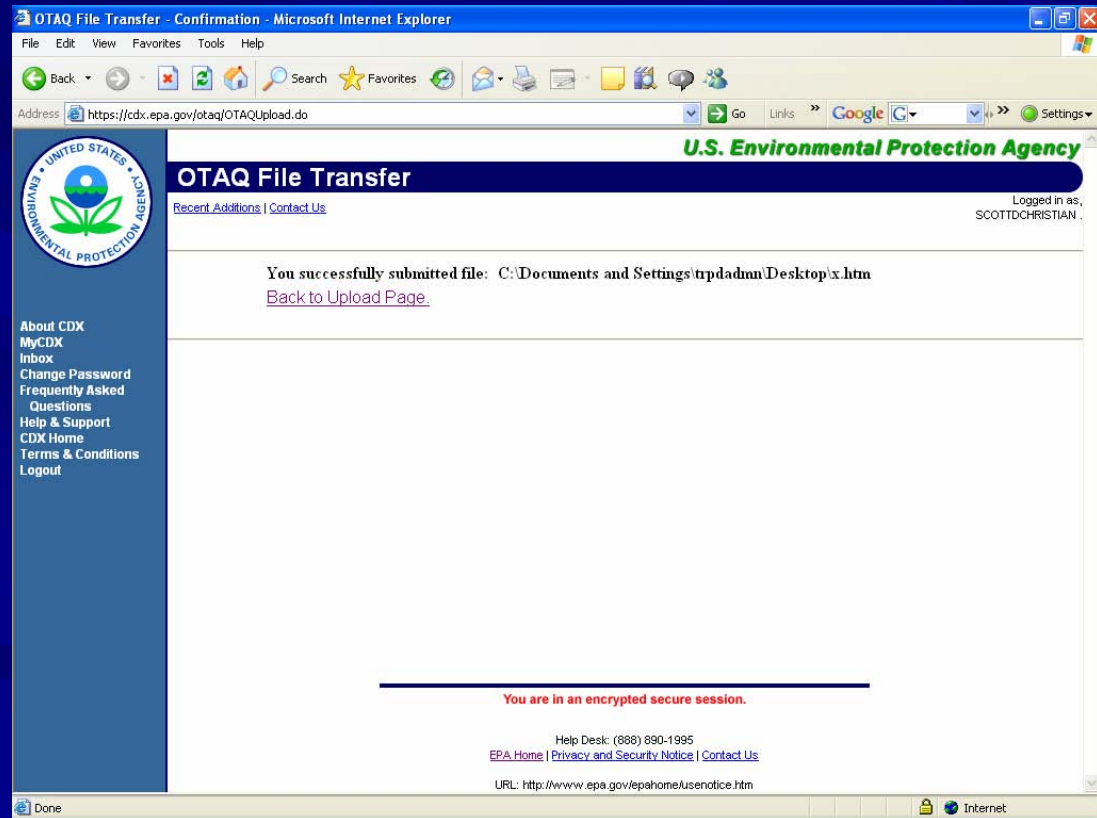 OTAQ File Transfer - Confirmation - Microsoft Internet Explorer
File Edit View Favorites Tools Help
Back Search Favorites
Address https://cdx.epa.gov/otaq/OTAQUpload.do Go Links » Google G » Settings
UNITED STATES ENVIRONMENTAL PROTECTION AGENCY
U.S. Environmental Protection Agency
OTAQ File Transfer
Recent Additions | Contact Us
Logged in as,
SCOTTDCHRISTIAN .
You successfully submitted file: C:\Documents and Settings\trpdadmn\Desktop\x.htm
Back to Upload Page.
About CDX
MyCDX
Inbox
Change Password
Frequently Asked
Questions
Help & Support
CDX Home
Terms & Conditions
Logout
You are in an encrypted secure session.
Help Desk: (888) 890-1995
EPA Home | Privacy and Security Notice | Contact Us
URL: http://www.epa.gov/epahome/usenotice.htm
Done Internet